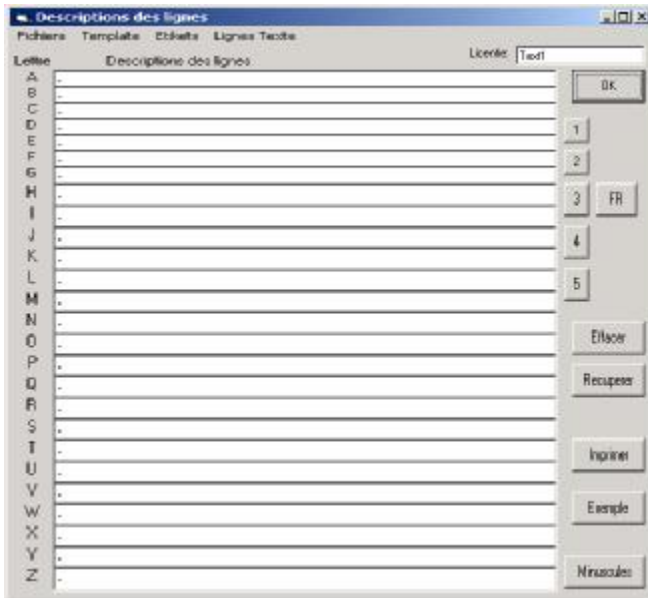 Descriptions des lignes
Fichiers Template Etikets Lignes Texte
Licentie: Text1
Lettre Descriptions des lignes
A .
OK
B .
C .
D .
1
E .
F .
2
G .
H .
3 FR
I .
J .
4
K .
L .
5
M .
N .
O .
Effacer
P .
Q .
Recuperer
R .
S .
T .
Imprimer
U .
V .
W .
Exemple
X .
Y .
Z .
Minuscules